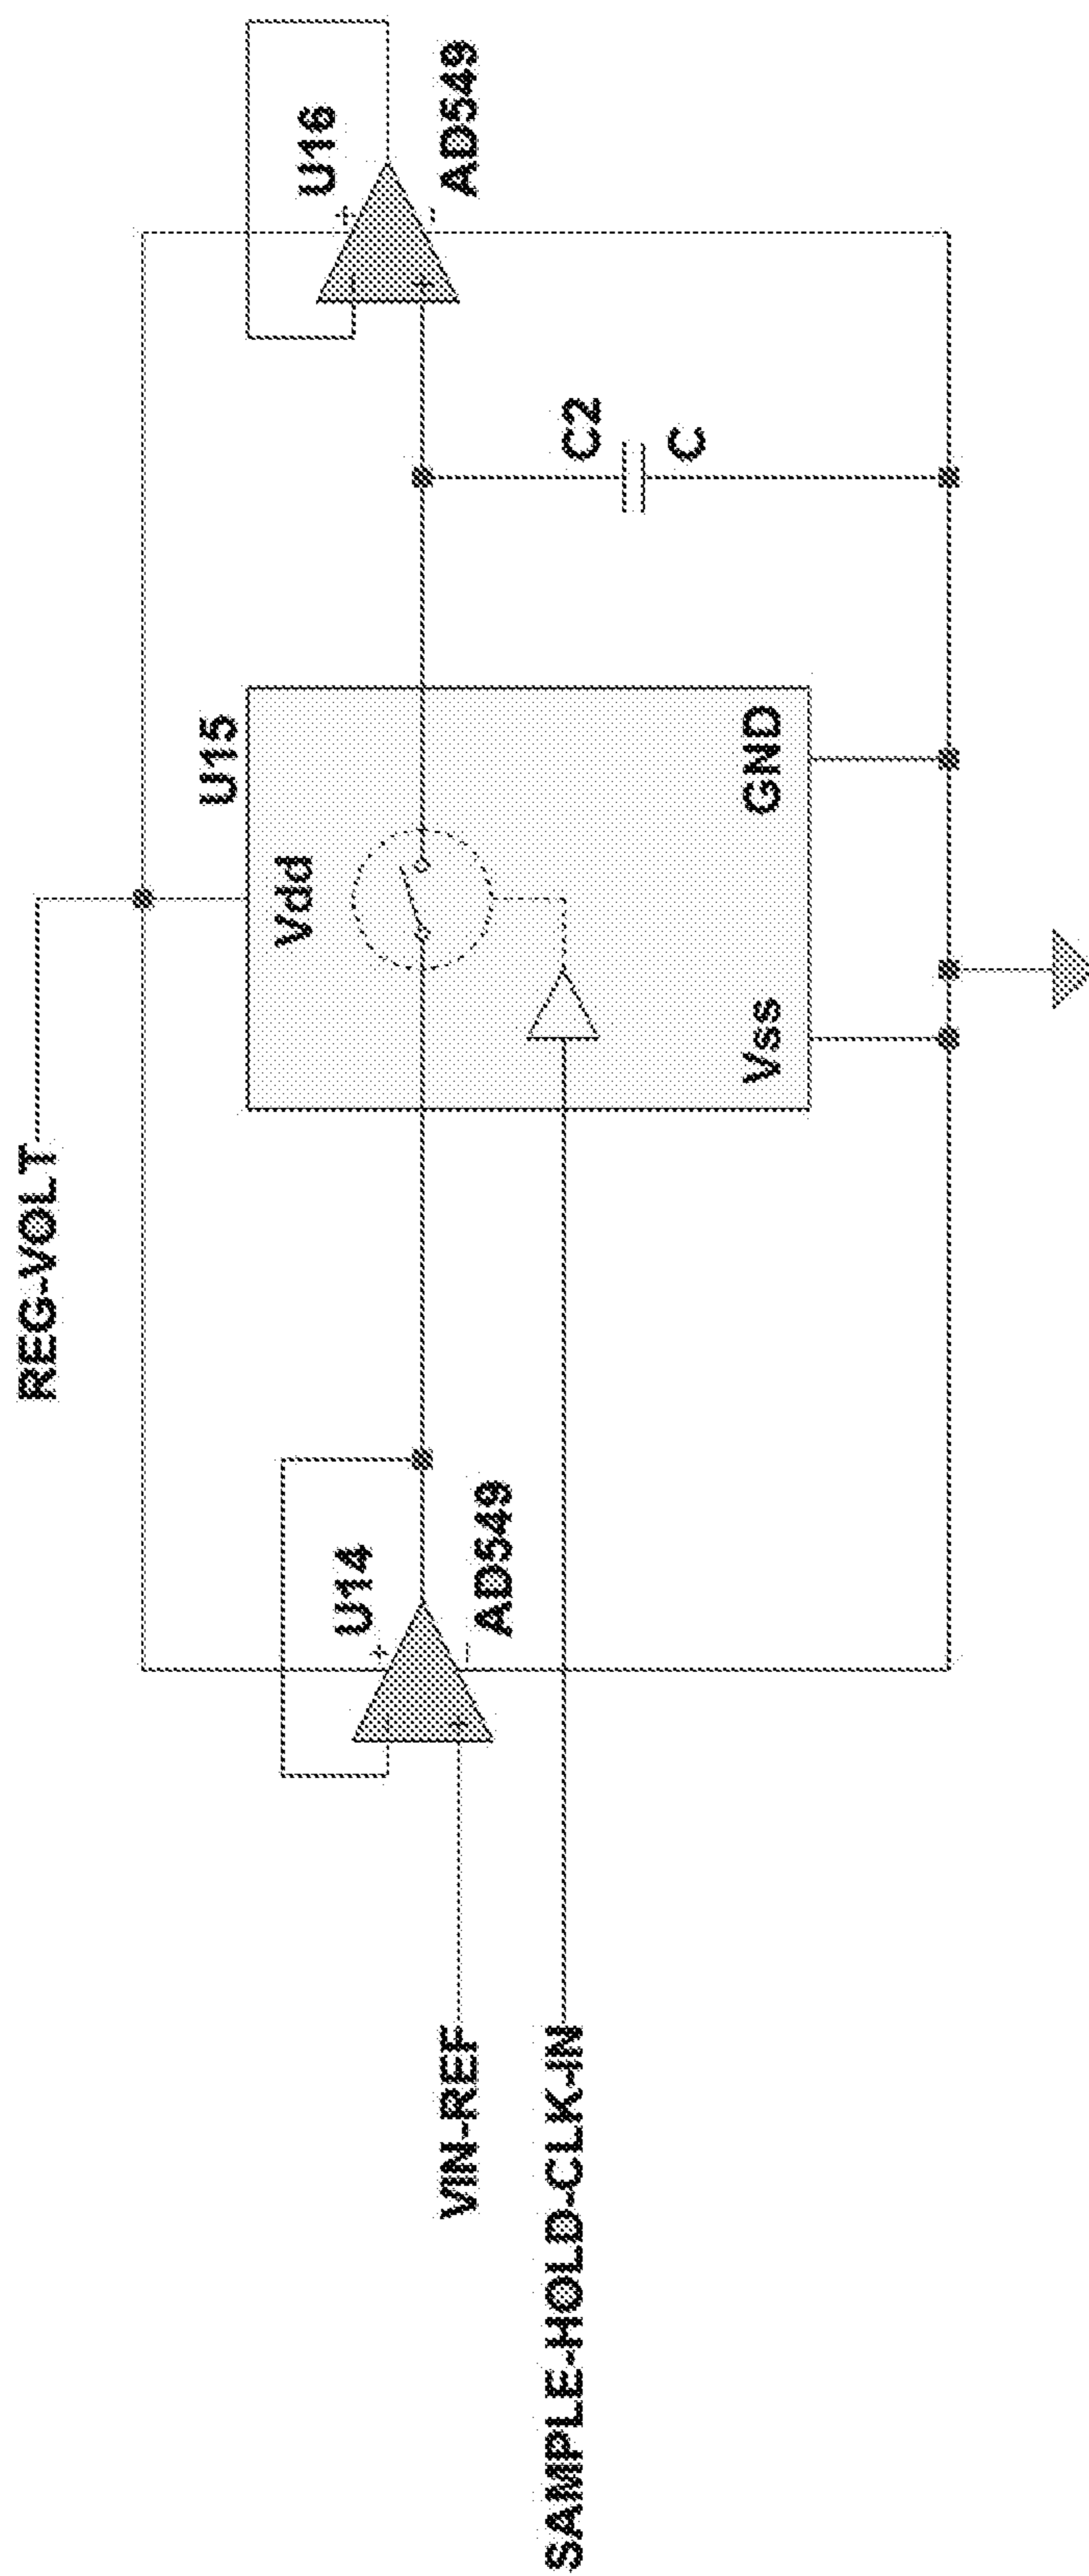 REG-VOLT
U16
AD549
U15
Vdd
C2
C
U14
AD549
Vss
GND
VIN-REF
SAMPLE-HOLD-CLK-IN